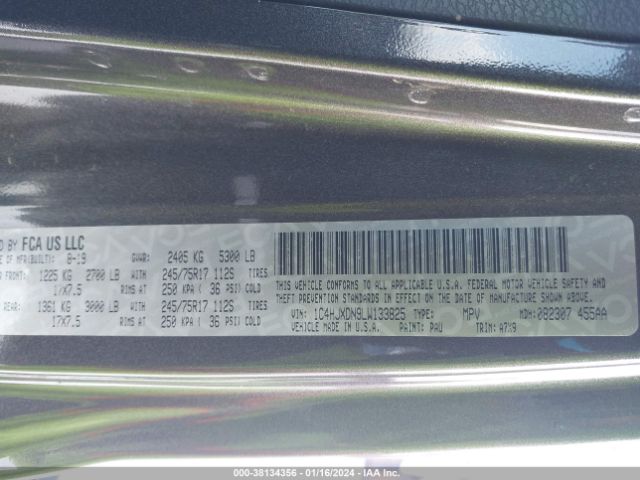 D BY FCA US LLC
E OF MFR(BUILT): 8-19 GVWR: 2405 KG 5300 LB
FRONT: 1225 KG 2700 LB WITH 245/75R17 112S TIRES
17X7.5 RIMS AT 250 KPA ( 36 PSI) COLD
REAR: 1361 KG 3000 LB WITH 245/75R17 112S TIRES
17X7.5 RIMS AT 250 KPA ( 36 PSI) COLD
THIS VEHICLE CONFORMS TO ALL APPLICABLE U.S.A. FEDERAL MOTOR VEHICLE SAFETY AND
THEFT PREVENTION STANDARDS IN EFFECT ON THE DATE OF MANUFACTURE SHOWN ABOVE.
VIN: 1C4HJXDN9LW133825 TYPE: MPV MDH: 082307 455AA
VEHICLE MADE IN U.S.A. PAINT: PAU TRIM: A7X9
000-38134356 | 01/16/2024 | IAAI.COM